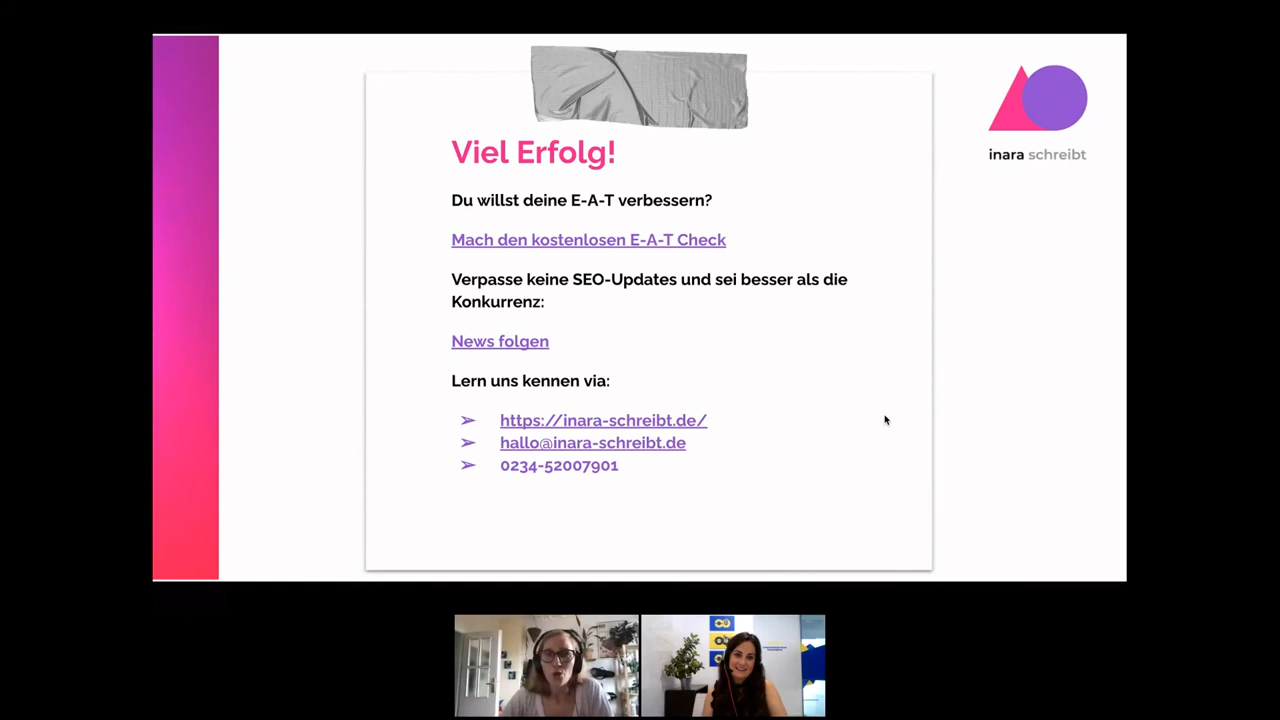 Viel Erfolg!
inara schreibt
Du willst deine E-A-T verbessern?
Mach den kostenlosen E-A-T Check
Verpasse keine SEO-Updates und sei besser als die
Konkurrenz:
News folgen
Lern uns kennen via:
➢ https://inara-schreibt.de/
➢ hallo@inara-schreibt.de
➢ 0234-52007901